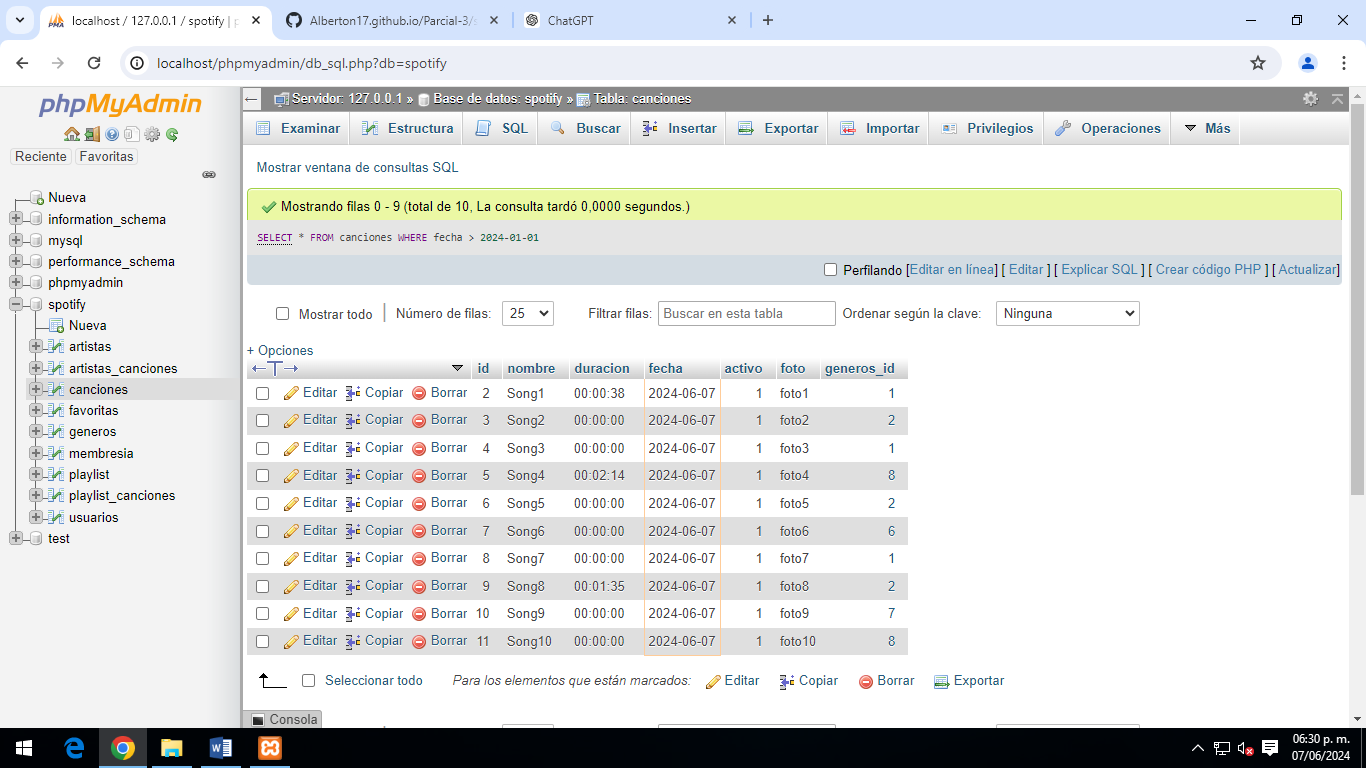 localhost / 127.0.0.1 / spotify | p
Alberton17.github.io/Parcial-3/s
ChatGPT
localhost/phpmyadmin/db_sql.php?db=spotify
phpMyAdmin
Reciente Favoritas
Nueva
information_schema
mysql
performance_schema
phpmyadmin
spotify
Nueva
artistas
artistas_canciones
canciones
favoritas
generos
membresia
playlist
playlist_canciones
usuarios
test
Servidor: 127.0.0.1 » Base de datos: spotify » Tabla: canciones
Examinar Estructura SQL Buscar Insertar Exportar Importar Privilegios Operaciones Más
Mostrar ventana de consultas SQL
Mostrando filas 0 - 9 (total de 10, La consulta tardó 0,0000 segundos.)
SELECT * FROM canciones WHERE fecha > 2024-01-01
Perfilando [Editar en línea] [ Editar ] [ Explicar SQL ] [ Crear código PHP ] [ Actualizar]
Mostrar todo Número de filas: 25 Filtrar filas: Buscar en esta tabla Ordenar según la clave: Ninguna
+ Opciones
←T→ id nombre duracion fecha activo foto generos_id
Editar Copiar Borrar 2 Song1 00:00:38 2024-06-07 1 foto1 1
Editar Copiar Borrar 3 Song2 00:00:00 2024-06-07 1 foto2 2
Editar Copiar Borrar 4 Song3 00:00:00 2024-06-07 1 foto3 1
Editar Copiar Borrar 5 Song4 00:02:14 2024-06-07 1 foto4 8
Editar Copiar Borrar 6 Song5 00:00:00 2024-06-07 1 foto5 2
Editar Copiar Borrar 7 Song6 00:00:00 2024-06-07 1 foto6 6
Editar Copiar Borrar 8 Song7 00:00:00 2024-06-07 1 foto7 1
Editar Copiar Borrar 9 Song8 00:01:35 2024-06-07 1 foto8 2
Editar Copiar Borrar 10 Song9 00:00:00 2024-06-07 1 foto9 7
Editar Copiar Borrar 11 Song10 00:00:00 2024-06-07 1 foto10 8
Seleccionar todo Para los elementos que están marcados: Editar Copiar Borrar Exportar
Consola
06:30 p. m.
07/06/2024